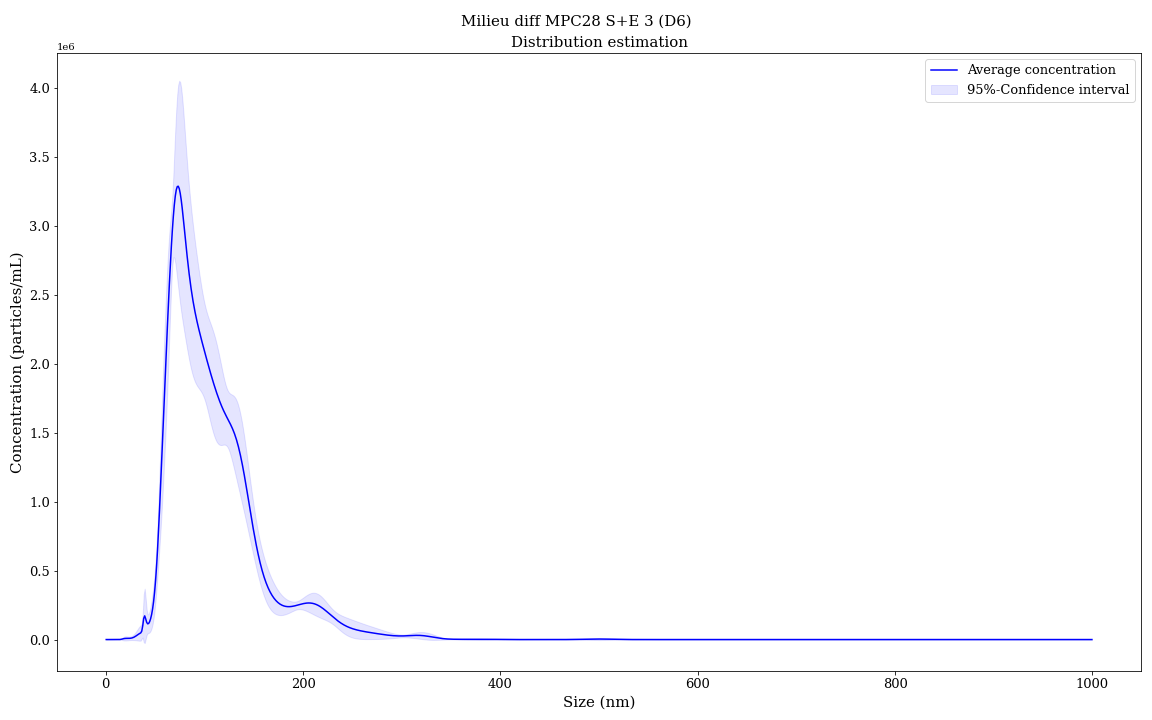 Milieu diff MPC28 S+E 3 (D6)
Distribution estimation
1e6
Average concentration
95%-Confidence interval
4.0
3.5
3.0
2.5
2.0
1.5
1.0
0.5
0.0
Concentration (particles/mL)
0 200 400 600 800 1000
Size (nm)